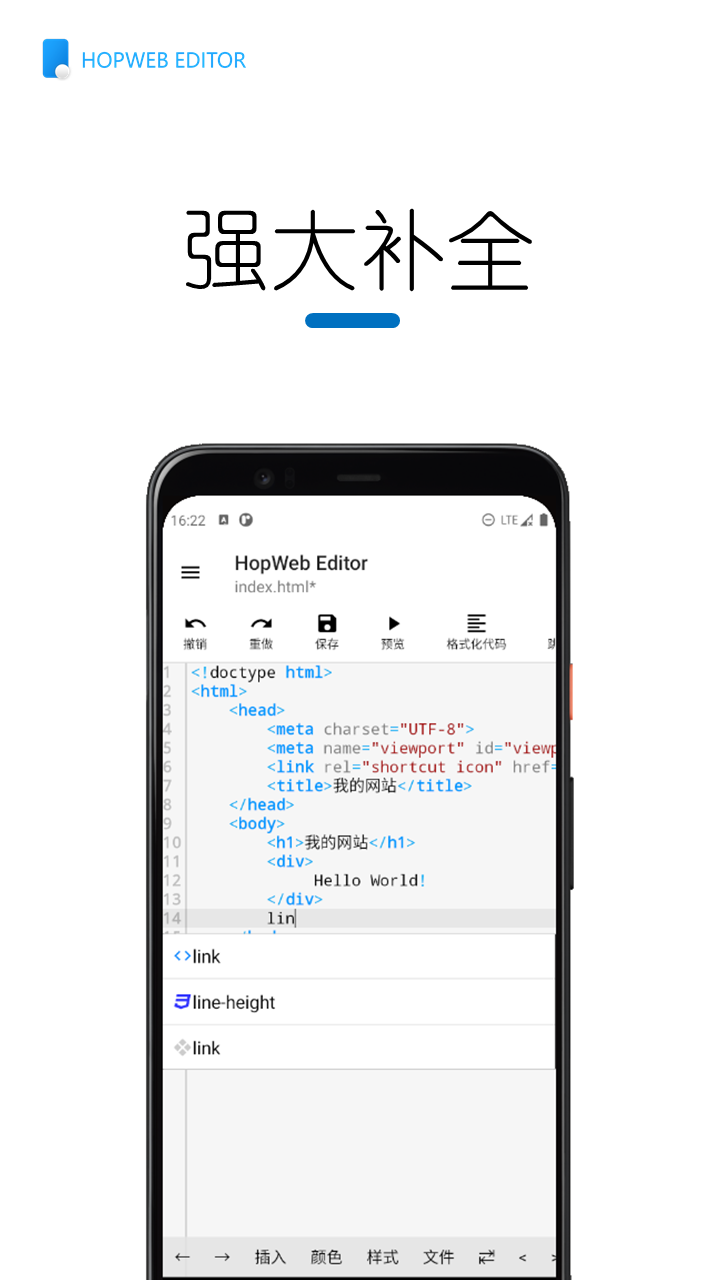 HOPWEB EDITOR
强大补全
16:22 LTE
HopWeb Editor
index.html*
撤销 重做 保存 预览 格式化代码
1 <!doctype html>
2 <html>
3 <head>
4 <meta charset="UTF-8">
5 <meta name="viewport" id="viewp
6 <link rel="shortcut icon" href=
7 <title>我的网站</title>
8 </head>
9 <body>
10 <h1>我的网站</h1>
11 <div>
12 Hello World!
13 </div>
14 lin
<>link
line-height
link
← → 插入 颜色 样式 文件 < >